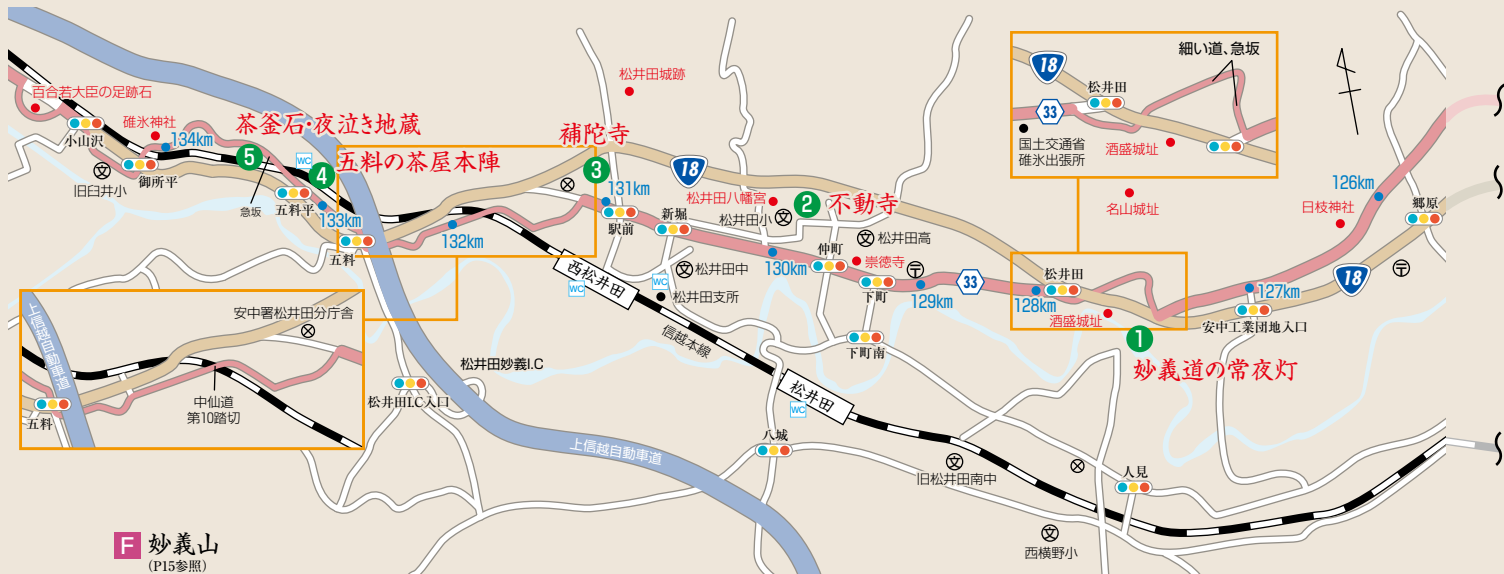 百合若大臣の足跡石
小山沢
文
旧臼井小
碓氷神社
134km
御所平
茶釜石・夜泣き地蔵
5
急坂
WC
4
五料の茶屋本陣
五料平
133km
五料
132km
補陀寺
3
131km
駅前
松井田城跡
18
新堀
松井田八幡宮
松井田小
文
2
不動寺
文
松井田高
仲町
130km
崇徳寺
下町
〒
129km
33
下町南
文
松井田中
WC
松井田支所
西松井田
WC
信越本線
松井田
WC
八城
松井田妙義I.C
松井田I.C入口
上信越自動車道
上信越自動車道
安中署松井田分庁舎
五料
中仙道
第10踏切
18
松井田
33
国土交通省
碓氷出張所
酒盛城址
細い道、急坂
名山城址
松井田
128km
酒盛城址
1
妙義道の常夜灯
安中工業団地入口
127km
日枝神社
126km
郷原
18
〒
文
旧松井田南中
人見
文
西横野小
F
妙義山
(P15参照)